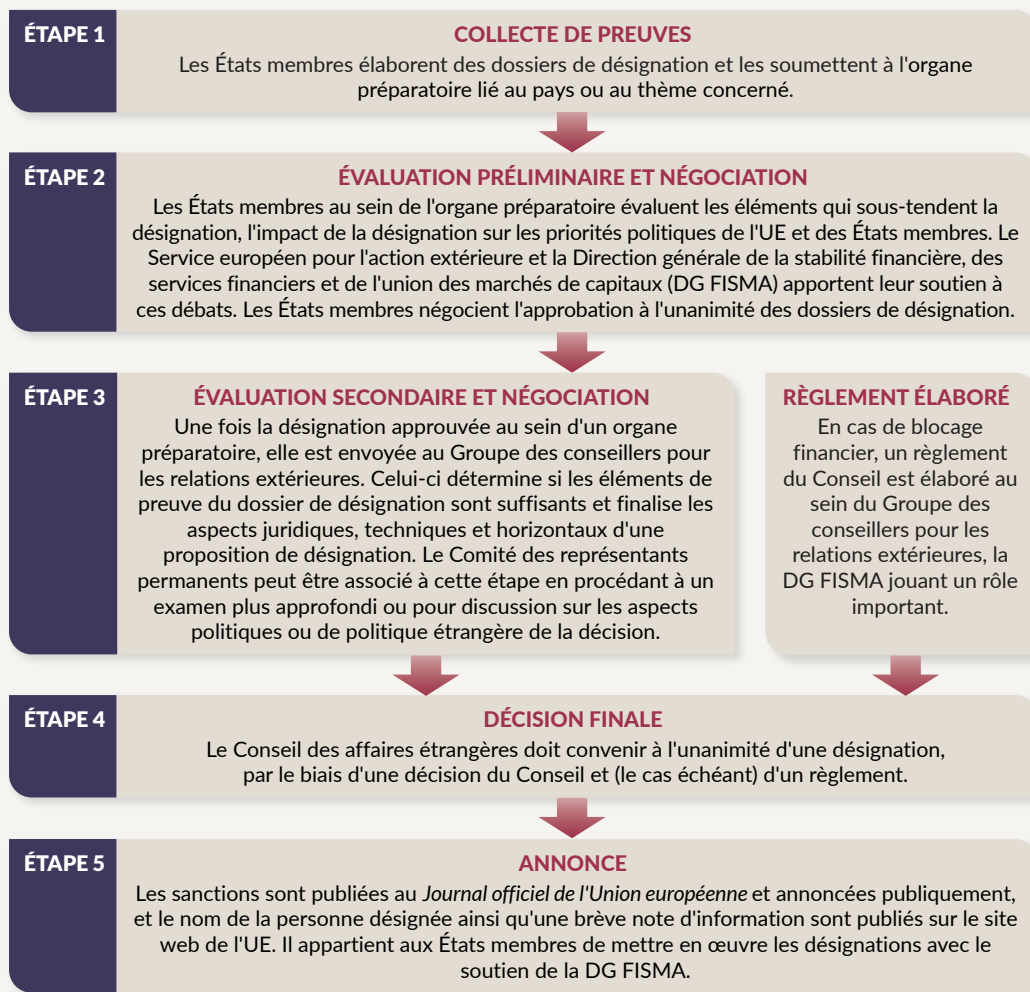 ÉTAPE 1
COLLECTE DE PREUVES
Les États membres élaborent des dossiers de désignation et les soumettent à l'organe
préparatoire lié au pays ou au thème concerné.
ÉTAPE 2
ÉVALUATION PRÉLIMINAIRE ET NÉGOCIATION
Les États membres au sein de l'organe préparatoire évaluent les éléments qui sous-tendent la
désignation, l'impact de la désignation sur les priorités politiques de l'UE et des États membres. Le
Service européen pour l'action extérieure et la Direction générale de la stabilité financière, des
services financiers et de l'union des marchés de capitaux (DG FISMA) apportent leur soutien à
ces débats. Les États membres négocient l'approbation à l'unanimité des dossiers de désignation.
ÉTAPE 3
ÉVALUATION SECONDAIRE ET NÉGOCIATION
Une fois la désignation approuvée au sein d'un organe
préparatoire, elle est envoyée au Groupe des conseillers pour
les relations extérieures. Celui-ci détermine si les éléments de
preuve du dossier de désignation sont suffisants et finalise les
aspects juridiques, techniques et horizontaux d'une
proposition de désignation. Le Comité des représentants
permanents peut être associé à cette étape en procédant à un
examen plus approfondi ou pour discussion sur les aspects
politiques ou de politique étrangère de la décision.
RÈGLEMENT ÉLABORÉ
En cas de blocage
financier, un règlement
du Conseil est élaboré au
sein du Groupe des
conseillers pour les
relations extérieures, la
DG FISMA jouant un rôle
important.
ÉTAPE 4
DÉCISION FINALE
Le Conseil des affaires étrangères doit convenir à l'unanimité d'une désignation,
par le biais d'une décision du Conseil et (le cas échéant) d'un règlement.
ÉTAPE 5
ANNONCE
Les sanctions sont publiées au Journal officiel de l'Union européenne et annoncées publiquement,
et le nom de la personne désignée ainsi qu'une brève note d'information sont publiés sur le site
web de l'UE. Il appartient aux États membres de mettre en œuvre les désignations avec le
soutien de la DG FISMA.